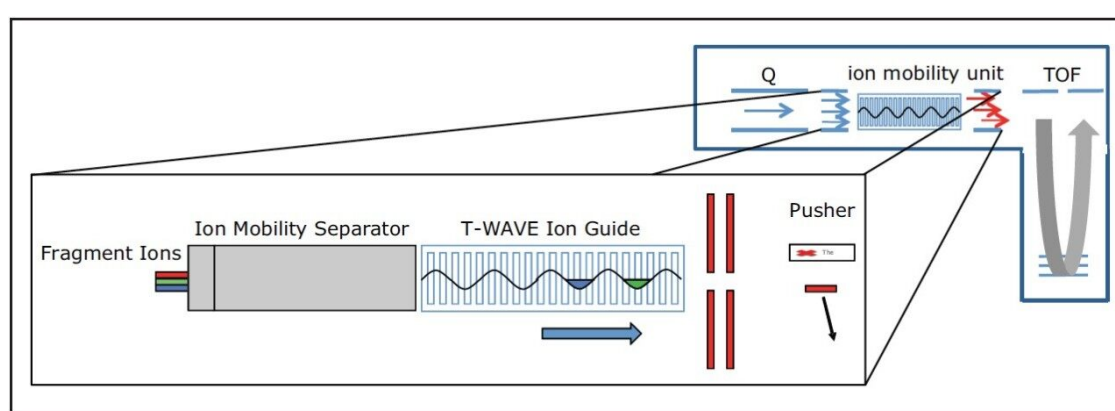 Q
ion mobility unit
TOF
Ion Mobility Separator
T-WAVE Ion Guide
Pusher
Fragment Ions